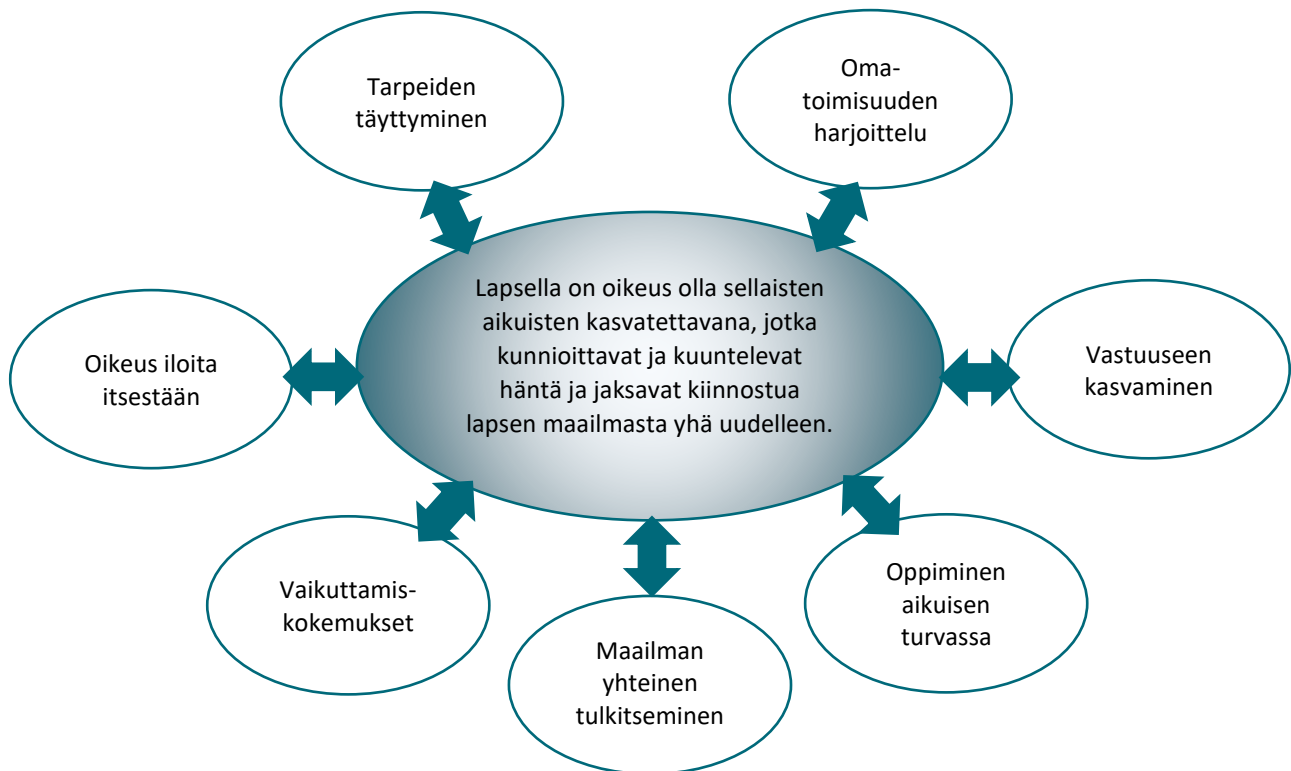 Tarpeiden
täyttyminen
Oma-
toimisuuden
harjoittelu
Lapsella on oikeus olla sellaisten
aikuisten kasvatettavana, jotka
kunnioittavat ja kuuntelevat
häntä ja jaksavat kiinnostua
lapsen maailmasta yhä uudelleen.
Oikeus iloita
itsestään
Vastuuseen
kasvaminen
Vaikuttamis-
kokemukset
Oppiminen
aikuisen
turvassa
Maailman
yhteinen
tulkitseminen